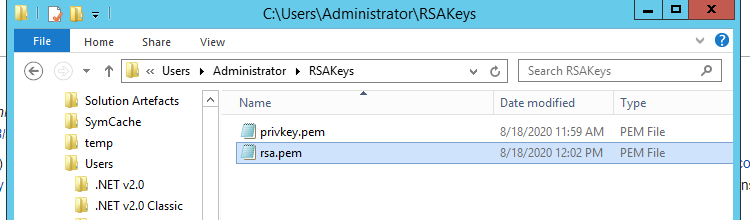 C:\Users\Administrator\RSAKeys
File Home Share View
« Users Administrator RSAKeys
Search RSAKeys
Solution Artefacts
SymCache
temp
Users
.NET v2.0
.NET v2.0 Classic
Name Date modified Type
privkey.pem 8/18/2020 11:59 AM PEM File
rsa.pem 8/18/2020 12:02 PM PEM File